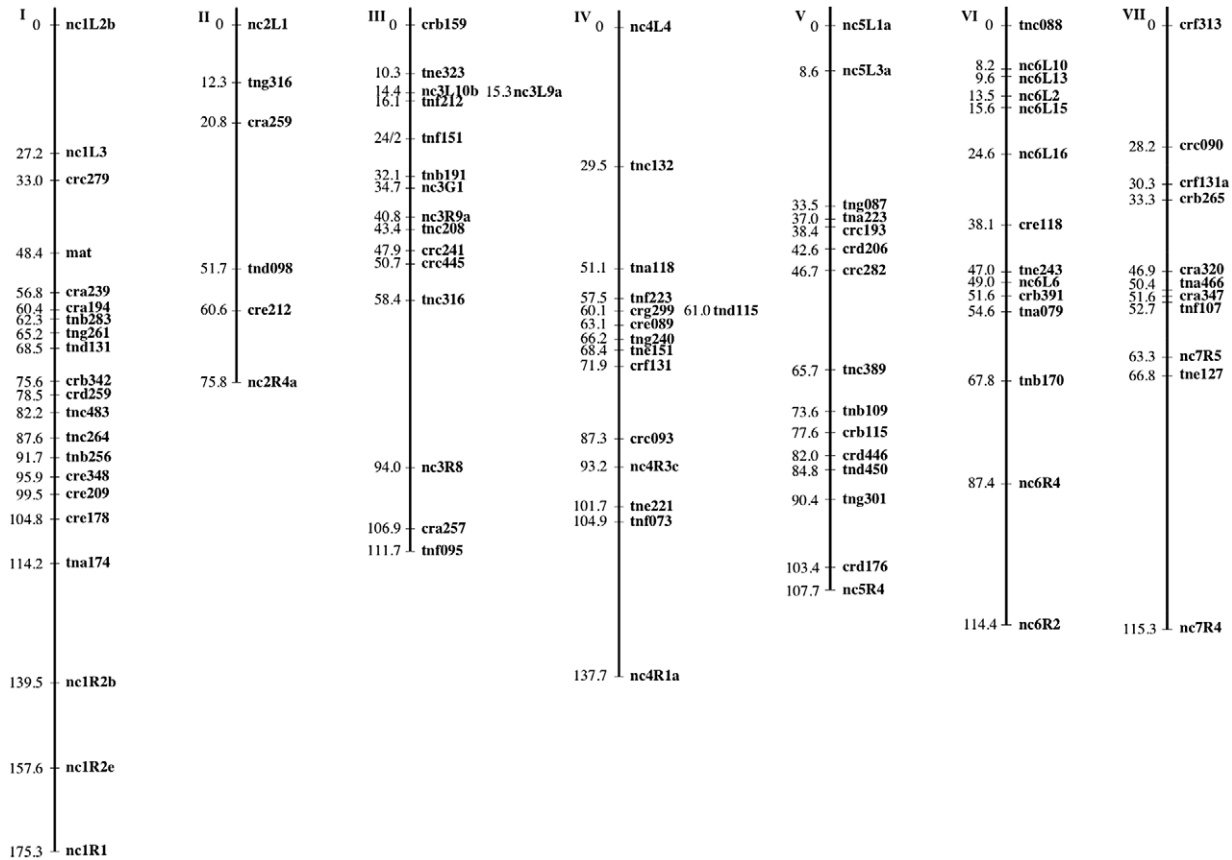 I
0 nc1L2b
27.2 nc1L3
33.0 crc279
48.4 mat
56.8 cra239
60.4 cra194
62.3 tnb283
65.2 tng261
68.5 tnd131
75.6 crb342
78.5 crd259
82.2 tnc483
87.6 tnc264
91.7 tnb256
95.9 cre348
99.5 cre209
104.8 cre178
114.2 tna174
139.5 nc1R2b
157.6 nc1R2e
175.3 nc1R1
II
0 nc2L1
12.3 tng316
20.8 cra259
51.7 tnd098
60.6 cre212
75.8 nc2R4a
III
0 crb159
10.3 tne323
14.4 nc3L10b 15.3 nc3L9a
16.1 tnf212
24/2 tnf151
32.1 tnb191
34.7 nc3G1
40.8 nc3R9a
43.4 tnc208
47.9 crc241
50.7 crc445
58.4 tnc316
94.0 nc3R8
106.9 cra257
111.7 tnf095
IV
0 nc4L4
29.5 tnc132
51.1 tna118
57.5 tnf223
60.1 crg299 61.0 tnd115
63.1 cre089
66.2 tng240
68.4 tne151
71.9 crf131
87.3 crc093
93.2 nc4R3c
101.7 tne221
104.9 tnf073
137.7 nc4R1a
V
0 nc5L1a
8.6 nc5L3a
33.5 tng087
37.0 tna223
38.4 crc193
42.6 crd206
46.7 crc282
65.7 tnc389
73.6 tnb109
77.6 crb115
82.0 crd446
84.8 tnd450
90.4 tng301
103.4 crd176
107.7 nc5R4
VI
0 tnc088
8.2 nc6L10
9.6 nc6L13
13.5 nc6L2
15.6 nc6L15
24.6 nc6L16
38.1 cre118
47.0 tne243
49.0 nc6L6
51.6 crb391
54.6 tna079
67.8 tnb170
87.4 nc6R4
114.4 nc6R2
VII
0 crf313
28.2 crc090
30.3 crf131a
33.3 crb265
46.9 cra320
50.4 tna466
51.6 cra347
52.7 tnf107
63.3 nc7R5
66.8 tne127
115.3 nc7R4